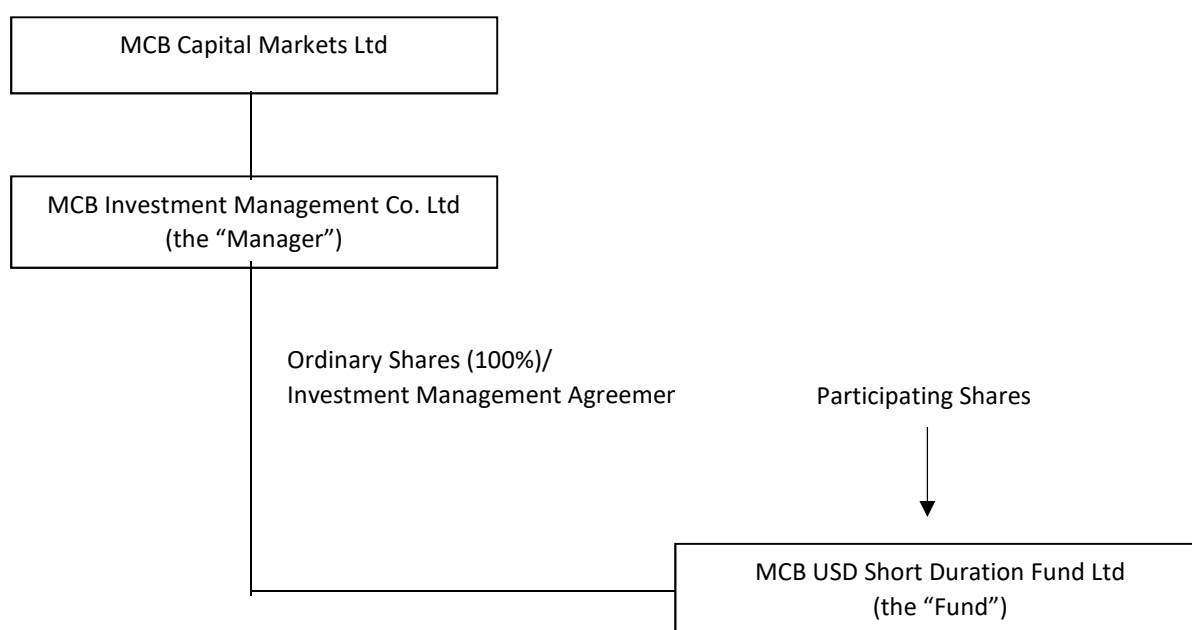 MCB Capital Markets Ltd
MCB Investment Management Co. Ltd
(the “Manager”)
Ordinary Shares (100%)/
Investment Management Agreemer
Participating Shares
MCB USD Short Duration Fund Ltd
(the “Fund”)